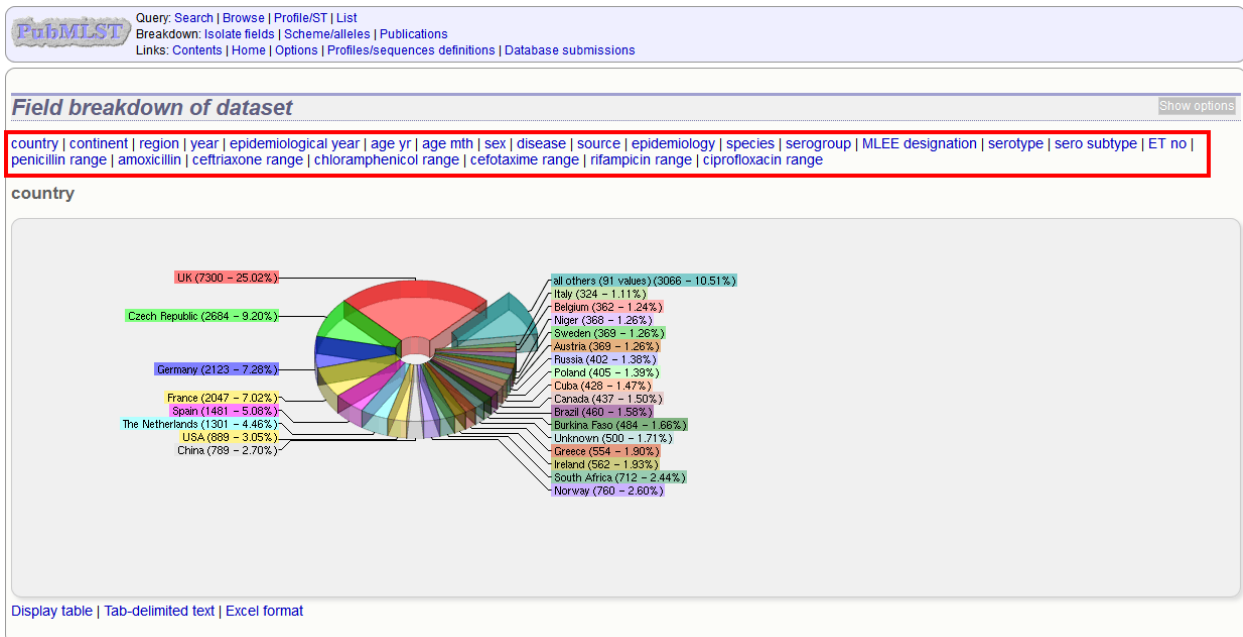 PubMLST
Query: Search | Browse | Profile/ST | List
Breakdown: Isolate fields | Scheme/alleles | Publications
Links: Contents | Home | Options | Profiles/sequences definitions | Database submissions
Field breakdown of dataset
Show options
country | continent | region | year | epidemiological year | age yr | age mth | sex | disease | source | epidemiology | species | serogroup | MLEE designation | serotype | sero subtype | ET no |
penicillin range | amoxicillin | ceftriaxone range | chloramphenicol range | cefotaxime range | rifampicin range | ciprofloxacin range
country
UK (7300 - 25.02%)
Czech Republic (2684 - 9.20%)
Germany (2123 - 7.28%)
France (2047 - 7.02%)
Spain (1481 - 5.08%)
The Netherlands (1301 - 4.46%)
USA (889 - 3.05%)
China (789 - 2.70%)
all others (91 values) (3066 - 10.51%)
Italy (324 - 1.11%)
Belgium (362 - 1.24%)
Niger (368 - 1.26%)
Sweden (369 - 1.26%)
Austria (369 - 1.26%)
Russia (402 - 1.38%)
Poland (405 - 1.39%)
Cuba (428 - 1.47%)
Canada (437 - 1.50%)
Brazil (460 - 1.58%)
Burkina Faso (484 - 1.66%)
Unknown (500 - 1.71%)
Greece (554 - 1.90%)
Ireland (562 - 1.93%)
South Africa (712 - 2.44%)
Norway (760 - 2.60%)
Display table | Tab-delimited text | Excel format